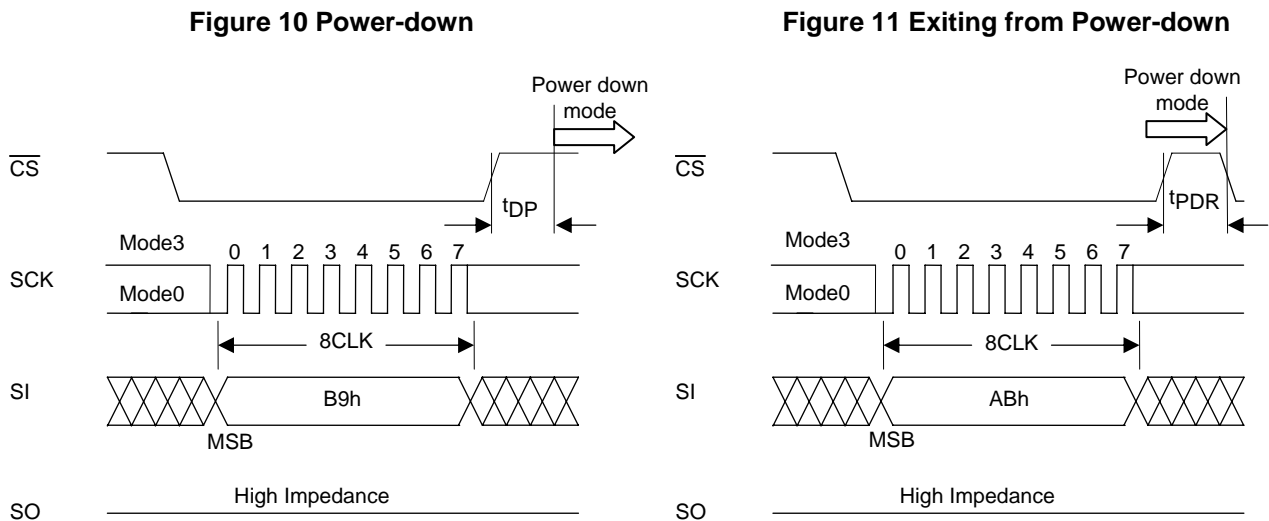 Figure 10 Power-down
Power down
mode
CS
tDP
Mode3
0 1 2 3 4 5 6 7
SCK
Mode0
8CLK
SI
B9h
MSB
High Impedance
SO
Figure 11 Exiting from Power-down
Power down
mode
CS
tPDR
Mode3
0 1 2 3 4 5 6 7
SCK
Mode0
8CLK
SI
ABh
MSB
High Impedance
SO